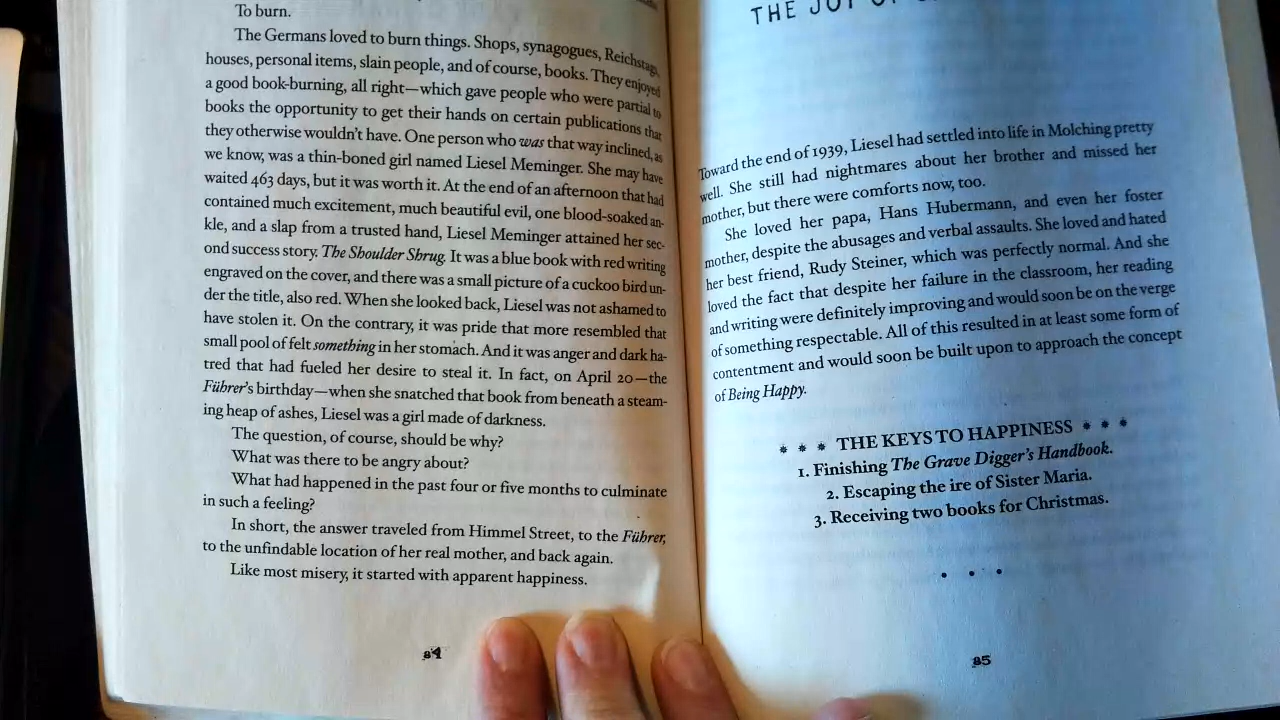 To burn.
The Germans loved to burn things. Shops, synagogues, Reichstags,
houses, personal items, slain people, and of course, books. They enjoyed
a good book-burning, all right—which gave people who were partial to
books the opportunity to get their hands on certain publications that
they otherwise wouldn't have. One person who was that way inclined, as
we know, was a thin-boned girl named Liesel Meminger. She may have
waited 463 days, but it was worth it. At the end of an afternoon that had
contained much excitement, much beautiful evil, one blood-soaked an-
kle, and a slap from a trusted hand, Liesel Meminger attained her sec-
ond success story. The Shoulder Shrug. It was a blue book with red writing
engraved on the cover, and there was a small picture of a cuckoo bird un-
der the title, also red. When she looked back, Liesel was not ashamed to
have stolen it. On the contrary, it was pride that more resembled that
small pool of felt something in her stomach. And it was anger and dark ha-
tred that had fueled her desire to steal it. In fact, on April 20—the
Führer's birthday—when she snatched that book from beneath a steam-
ing heap of ashes, Liesel was a girl made of darkness.
The question, of course, should be why?
What was there to be angry about?
What had happened in the past four or five months to culminate
in such a feeling?
In short, the answer traveled from Himmel Street, to the Führer,
to the unfindable location of her real mother, and back again.
Like most misery, it started with apparent happiness.
84
THE JOY OF
Toward the end of 1939, Liesel had settled into life in Molching pretty
well. She still had nightmares about her brother and missed her
mother, but there were comforts now, too.
She loved her papa, Hans Hubermann, and even her foster
mother, despite the abusages and verbal assaults. She loved and hated
her best friend, Rudy Steiner, which was perfectly normal. And she
loved the fact that despite her failure in the classroom, her reading
and writing were definitely improving and would soon be on the verge
of something respectable. All of this resulted in at least some form of
contentment and would soon be built upon to approach the concept
of Being Happy.
* * * THE KEYS TO HAPPINESS * * *
1. Finishing The Grave Digger's Handbook.
2. Escaping the ire of Sister Maria.
3. Receiving two books for Christmas.
• • •
85